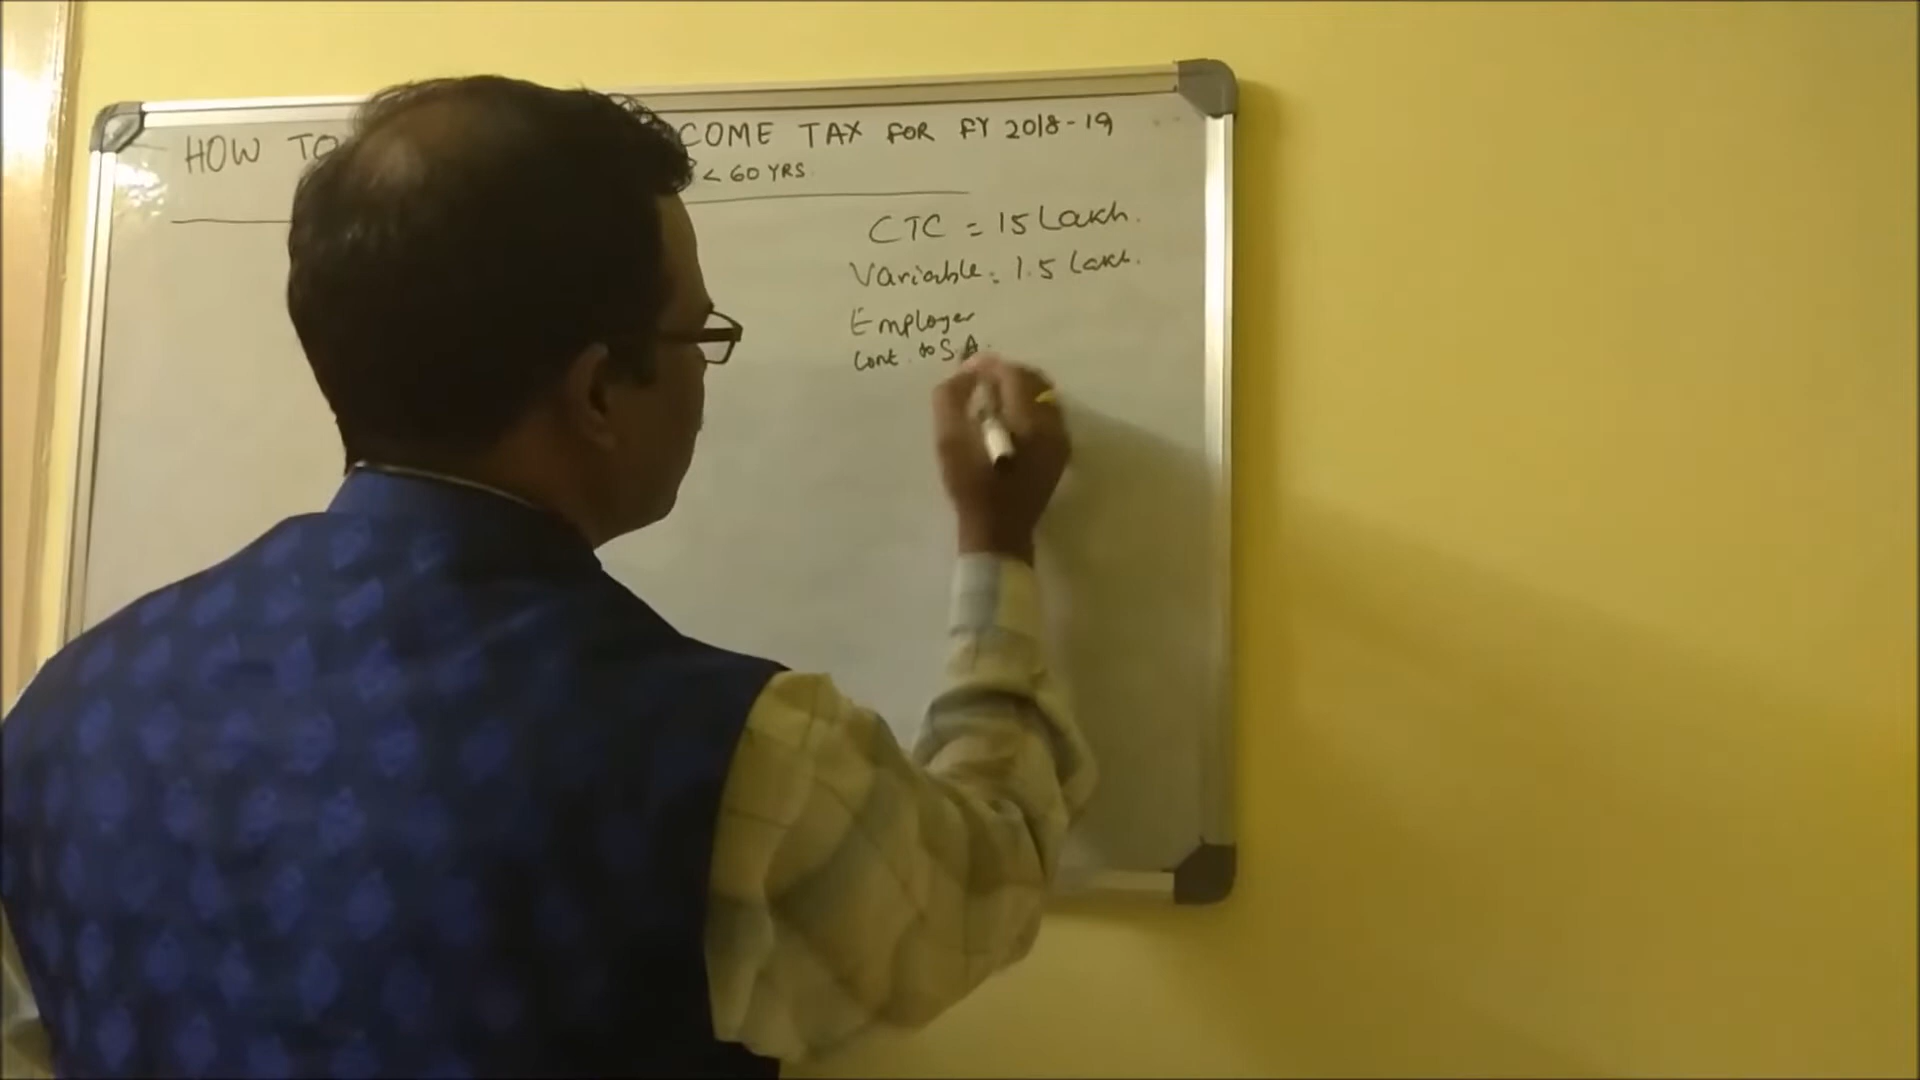 HOW TO COME TAX FOR FY 2018-19
< 60 YRS.
CTC = 15 Lakh.
Variable = 1.5 Lakh.
Employer
Cont. to S.A.